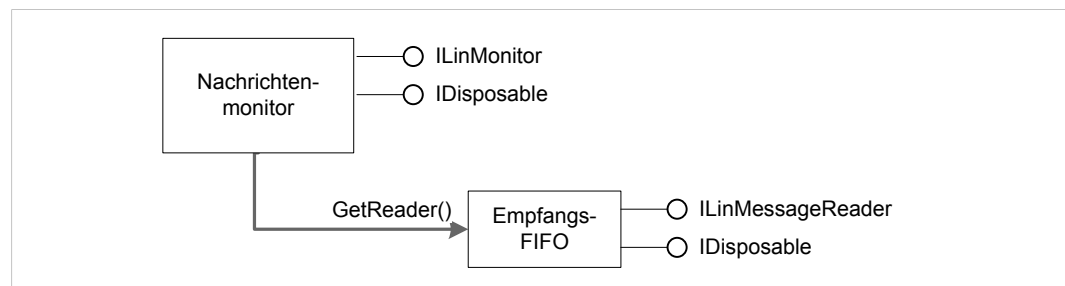 Nachrichten-
monitor
ILinMonitor
IDisposable
GetReader()
Empfangs-
FIFO
ILinMessageReader
IDisposable